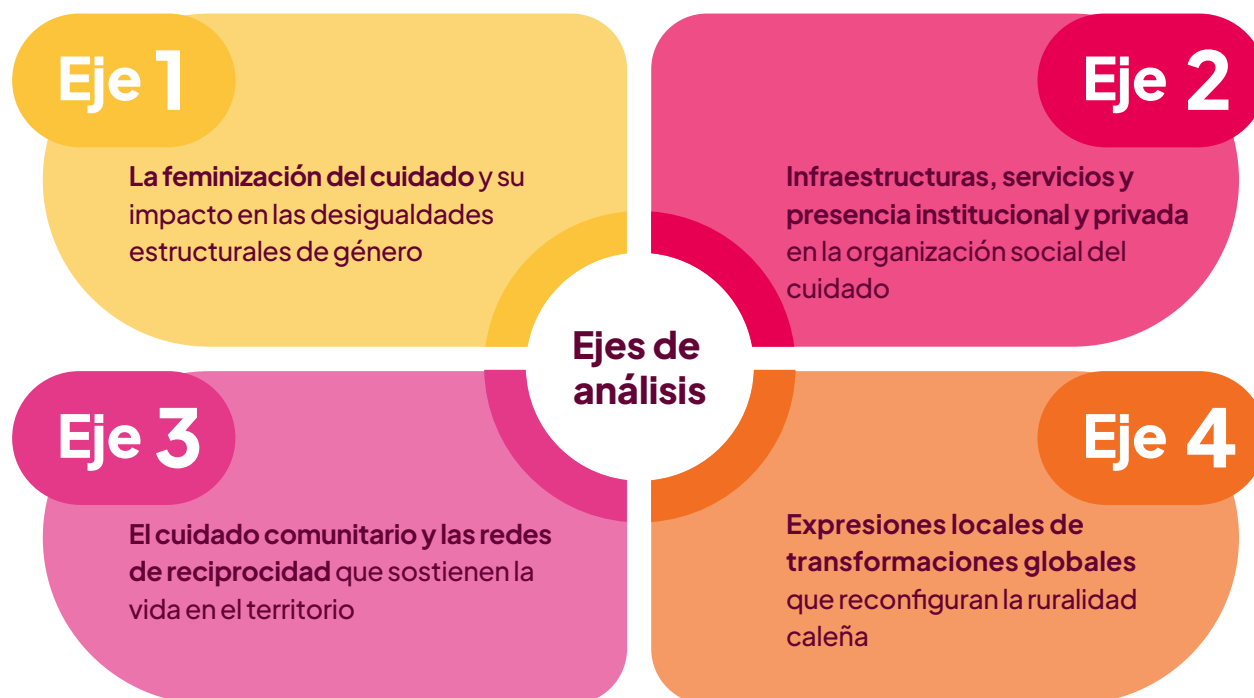 Eje 1
La feminización del cuidado y su
impacto en las desigualdades
estructurales de género
Eje 2
Infraestructuras, servicios y
presencia institucional y privada
en la organización social del
cuidado
Ejes de
análisis
Eje 3
El cuidado comunitario y las redes
de reciprocidad que sostienen la
vida en el territorio
Eje 4
Expresiones locales de
transformaciones globales
que reconfiguran la ruralidad
caleña